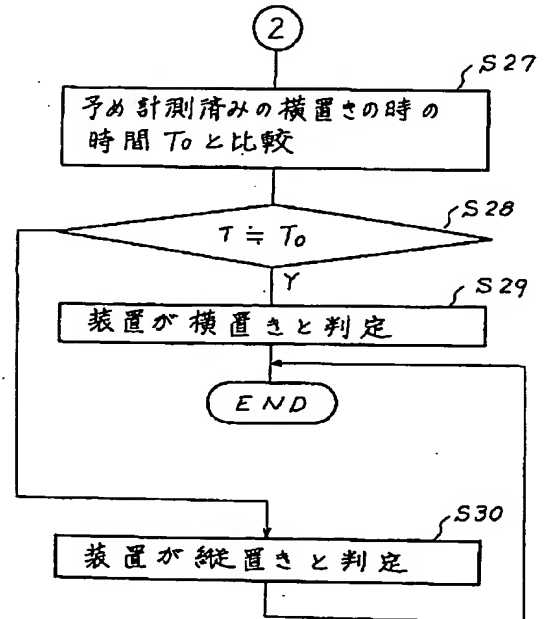 2
S27
予め計測済みの横置きの時の
時間 To と比較
S28
T ≒ To
Y
S29
装置が横置きと判定
END
S30
装置が縦置きと判定